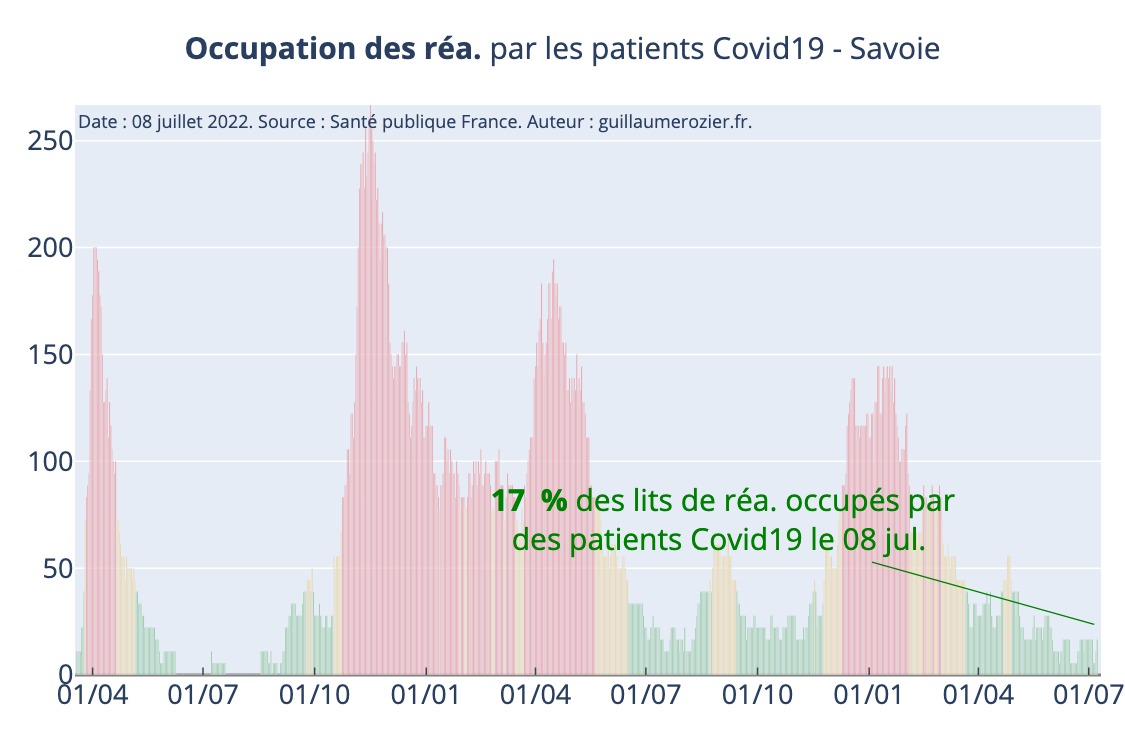 Occupation des réa. par les patients Covid19 - Savoie
Date : 08 juillet 2022. Source : Santé publique France. Auteur : guillaumerozier.fr.
250
200
150
100
17 % des lits de réa. occupés par
des patients Covid19 le 08 jul.
50
0
01/04 01/07 01/10 01/01 01/04 01/07 01/10 01/01 01/04 01/07